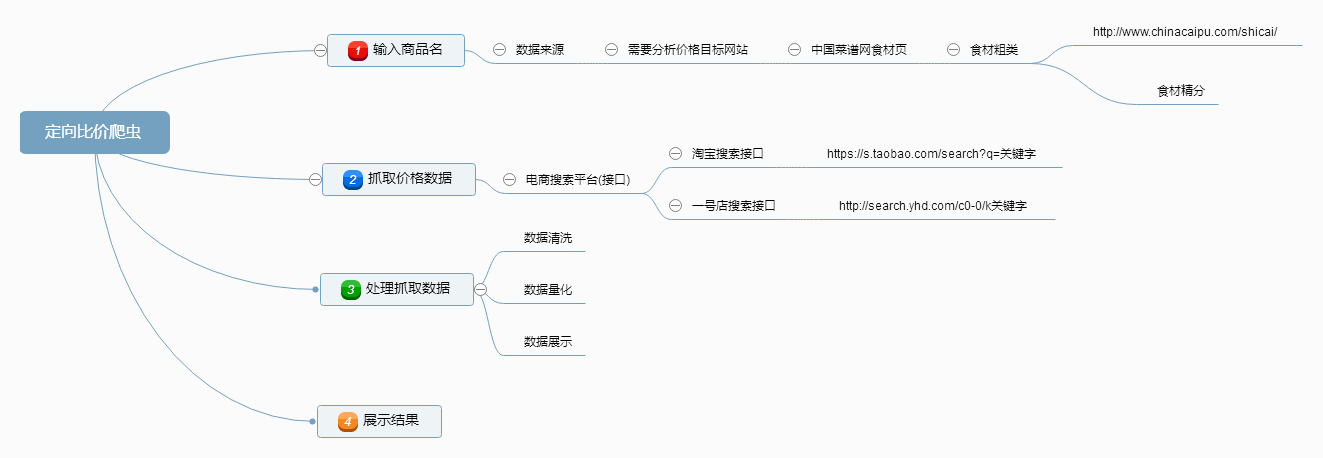 定向比价爬虫
1 输入商品名
数据来源
需要分析价格目标网站
中国菜谱网食材页
食材粗类
http://www.chinacaipu.com/shicai/
食材精分
2 抓取价格数据
电商搜索平台(接口)
淘宝搜索接口
https://s.taobao.com/search?q=关键字
一号店搜索接口
http://search.yhd.com/c0-0/k关键字
3 处理抓取数据
数据清洗
数据量化
数据展示
4 展示结果